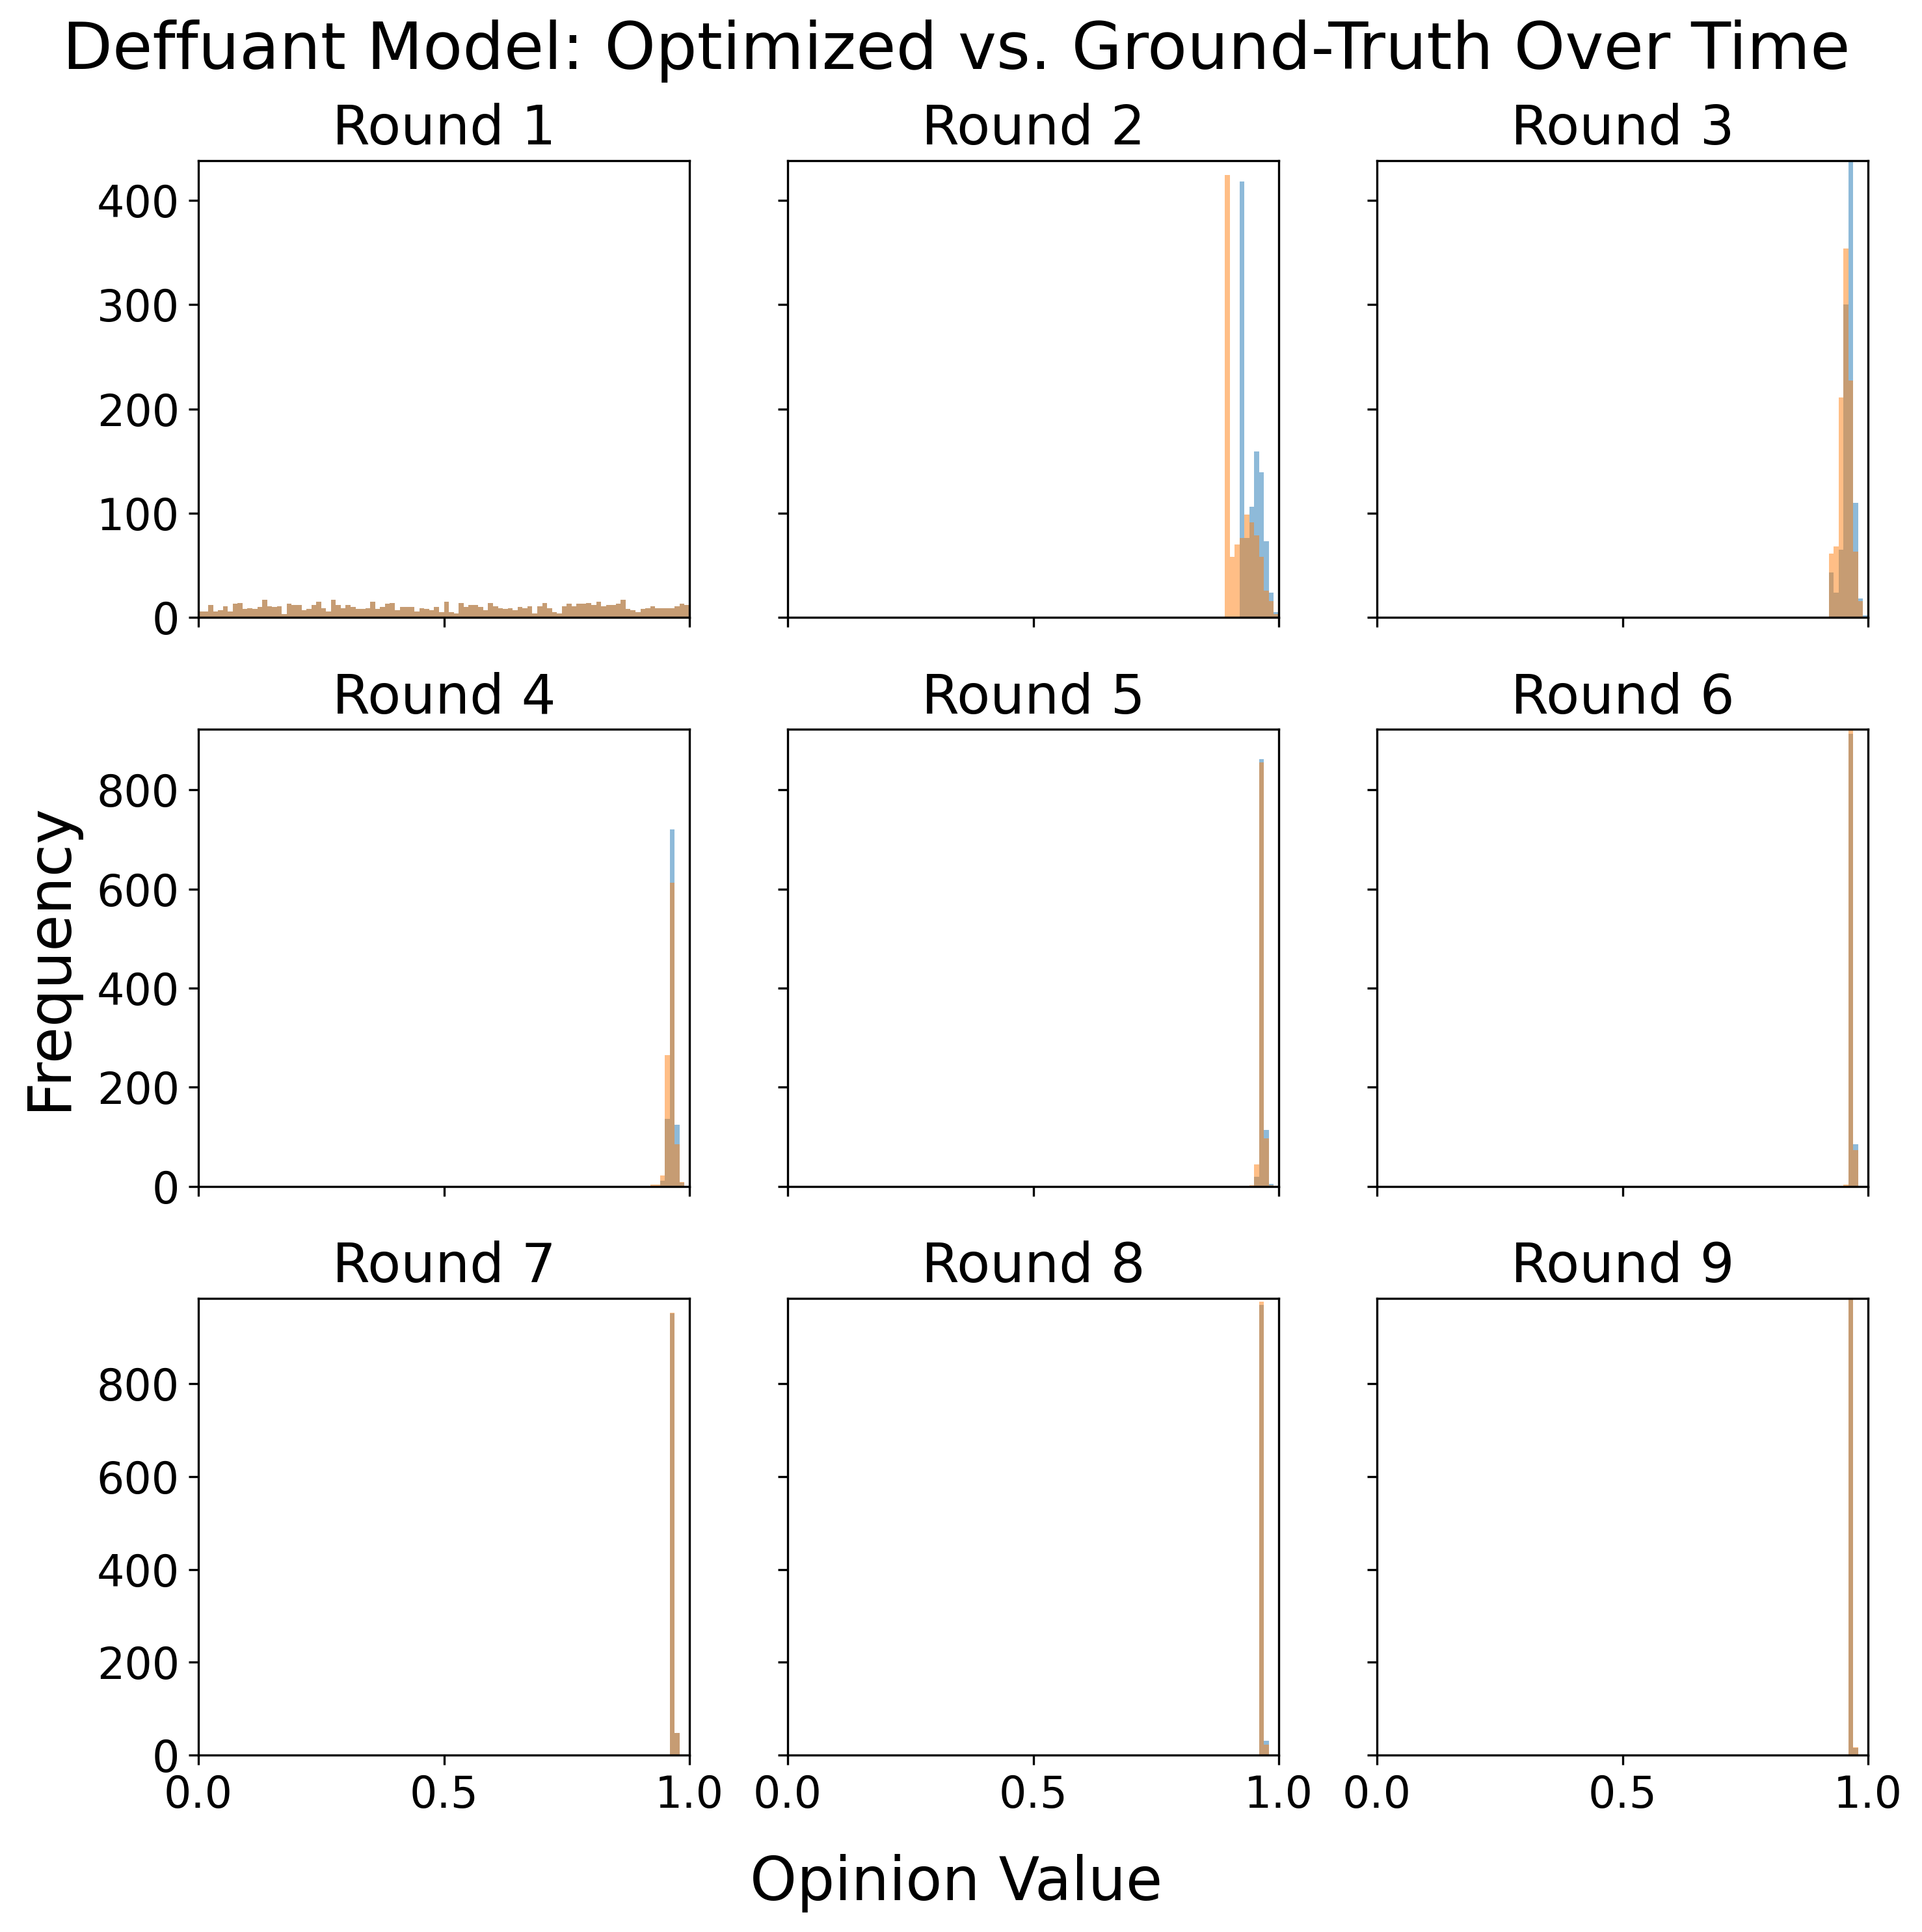 Deffuant Model: Optimized vs. Ground-Truth Over Time
Round 1
Round 2
Round 3
400
300
200
100
0
Round 4
Round 5
Round 6
800
600
400
200
0
Frequency
Round 7
Round 8
Round 9
800
600
400
200
0
0.0 0.5 1.0
0.0 0.5 1.0
0.0 0.5 1.0
Opinion Value